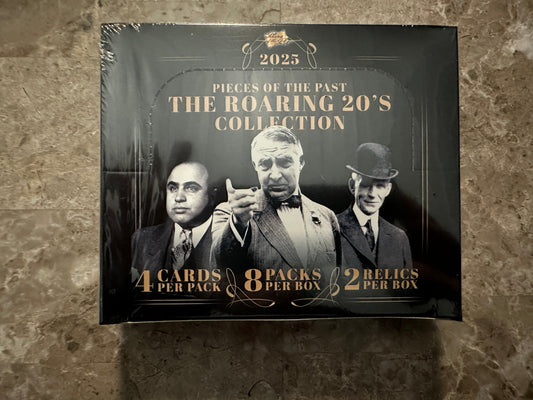 2025
PIECES OF THE PAST
THE ROARING 20'S
COLLECTION
4 CARDS PER PACK
8 PACKS PER BOX
2 RELICS PER BOX